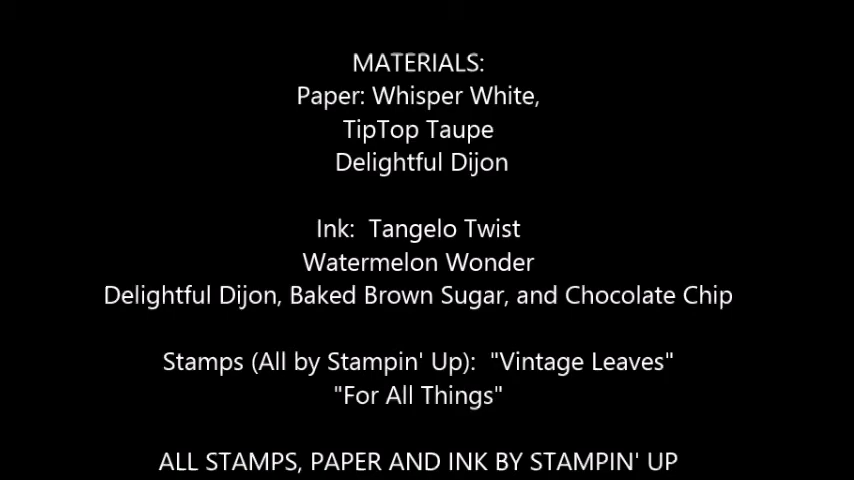 MATERIALS:
Paper: Whisper White,
TipTop Taupe
Delightful Dijon
Ink:  Tangelo Twist
Watermelon Wonder
Delightful Dijon, Baked Brown Sugar, and Chocolate Chip
Stamps (All by Stampin' Up):  "Vintage Leaves"
"For All Things"
ALL STAMPS, PAPER AND INK BY STAMPIN' UP